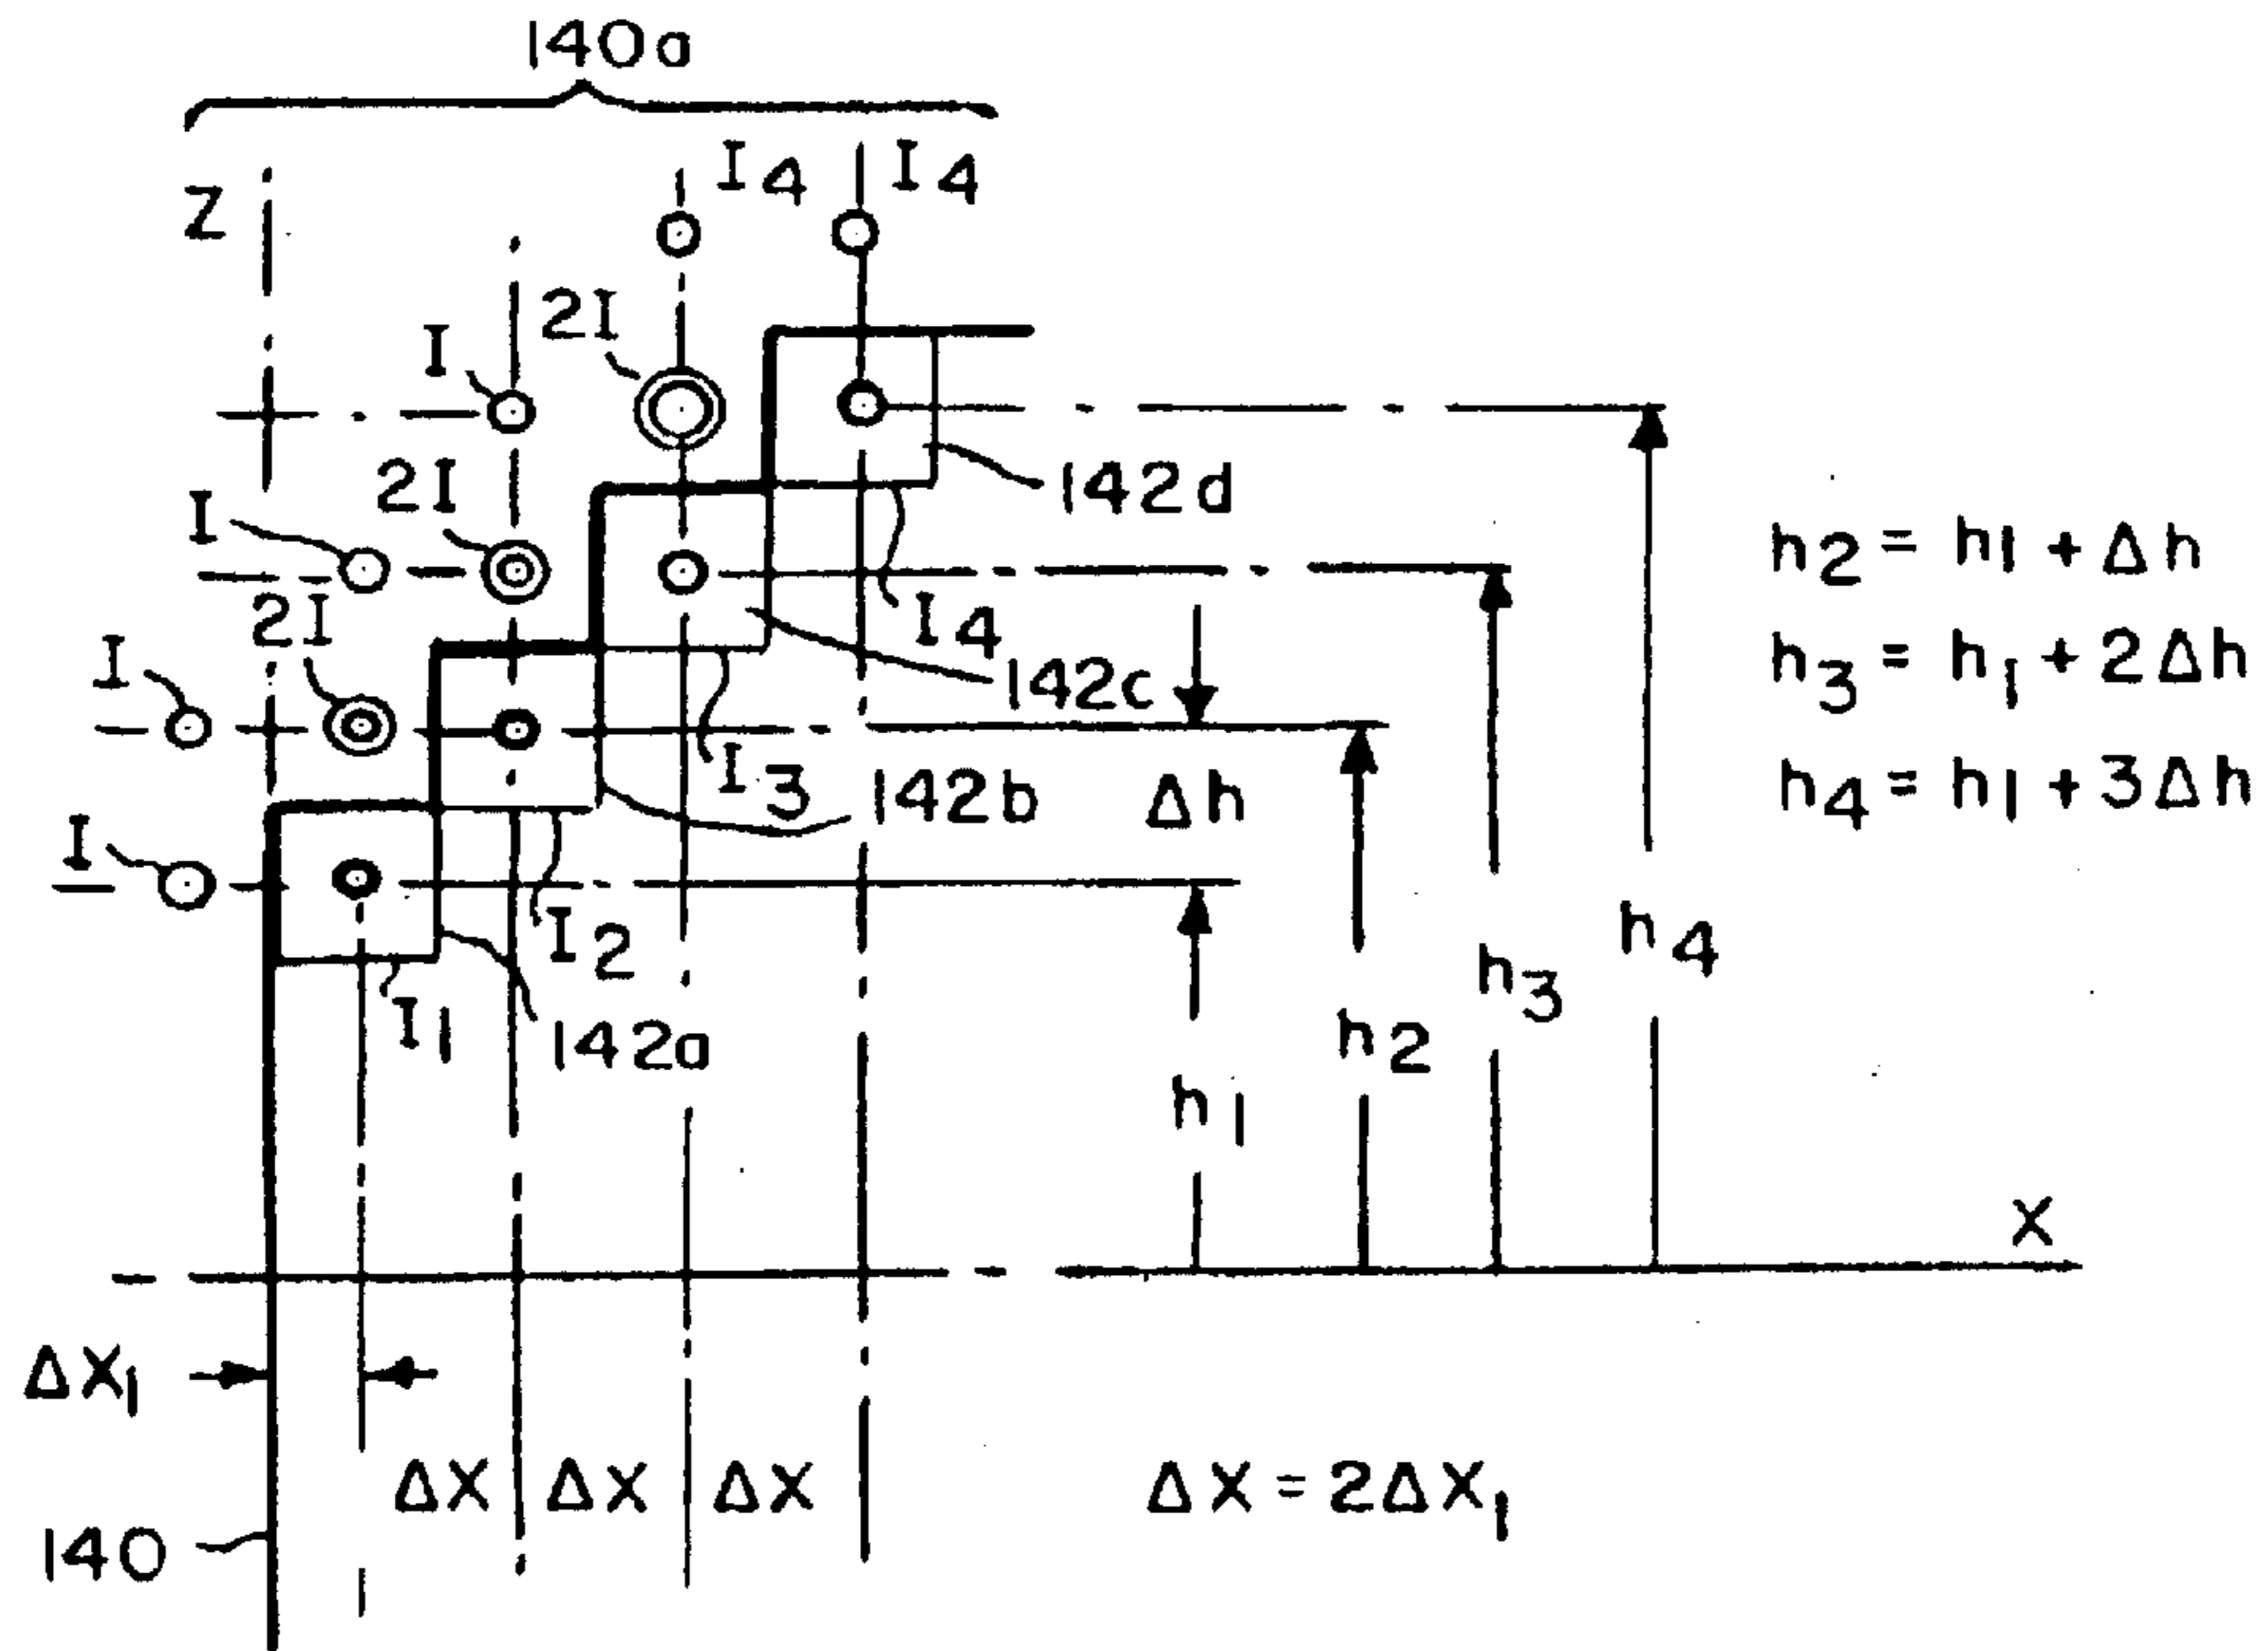 140a
I4 I4
Z
2I
I
2I
142d
I
h2 = h1 + Δh
2I
I4
h3 = h1 + 2Δh
I
142c
I3
142b
Δh
h4 = h1 + 3Δh
I
I2
h4
h3
I1
142a
h2
h1
X
ΔX1
ΔX ΔX ΔX
ΔX = 2ΔX1
140